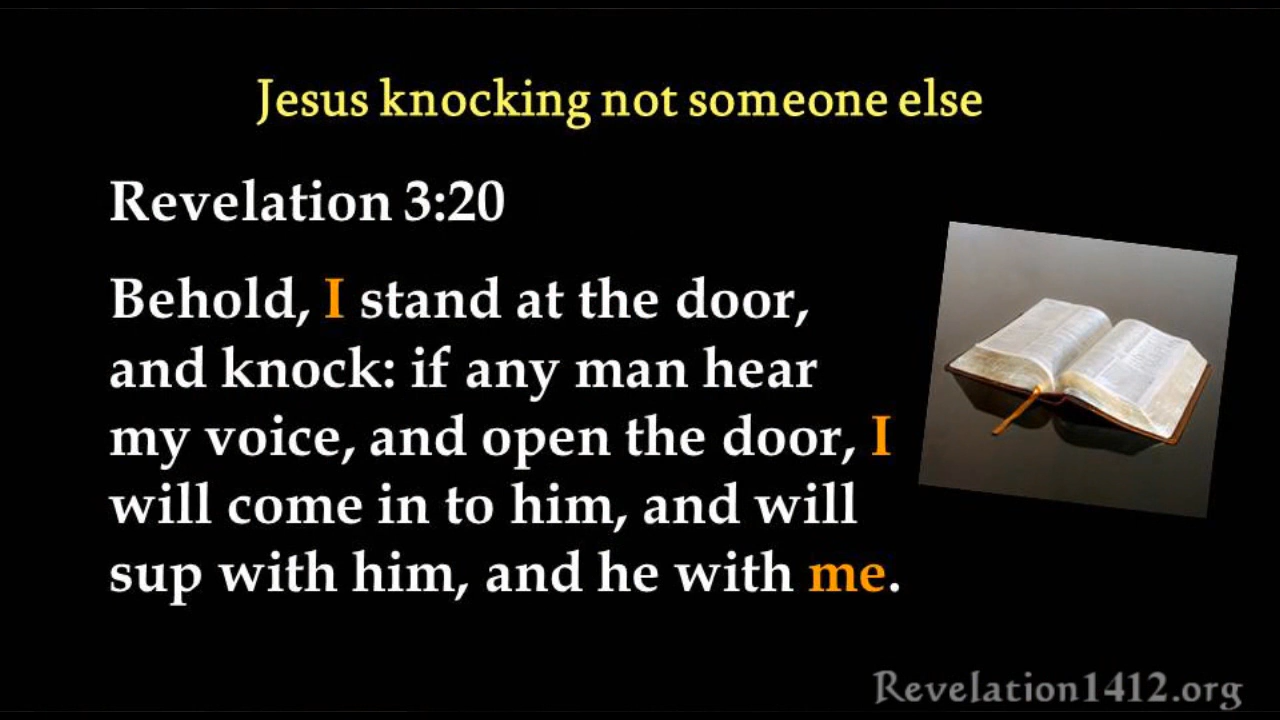 Jesus knocking not someone else
Revelation 3:20
Behold, I stand at the door,
and knock: if any man hear
my voice, and open the door, I
will come in to him, and will
sup with him, and he with me.
Revelation1412.org